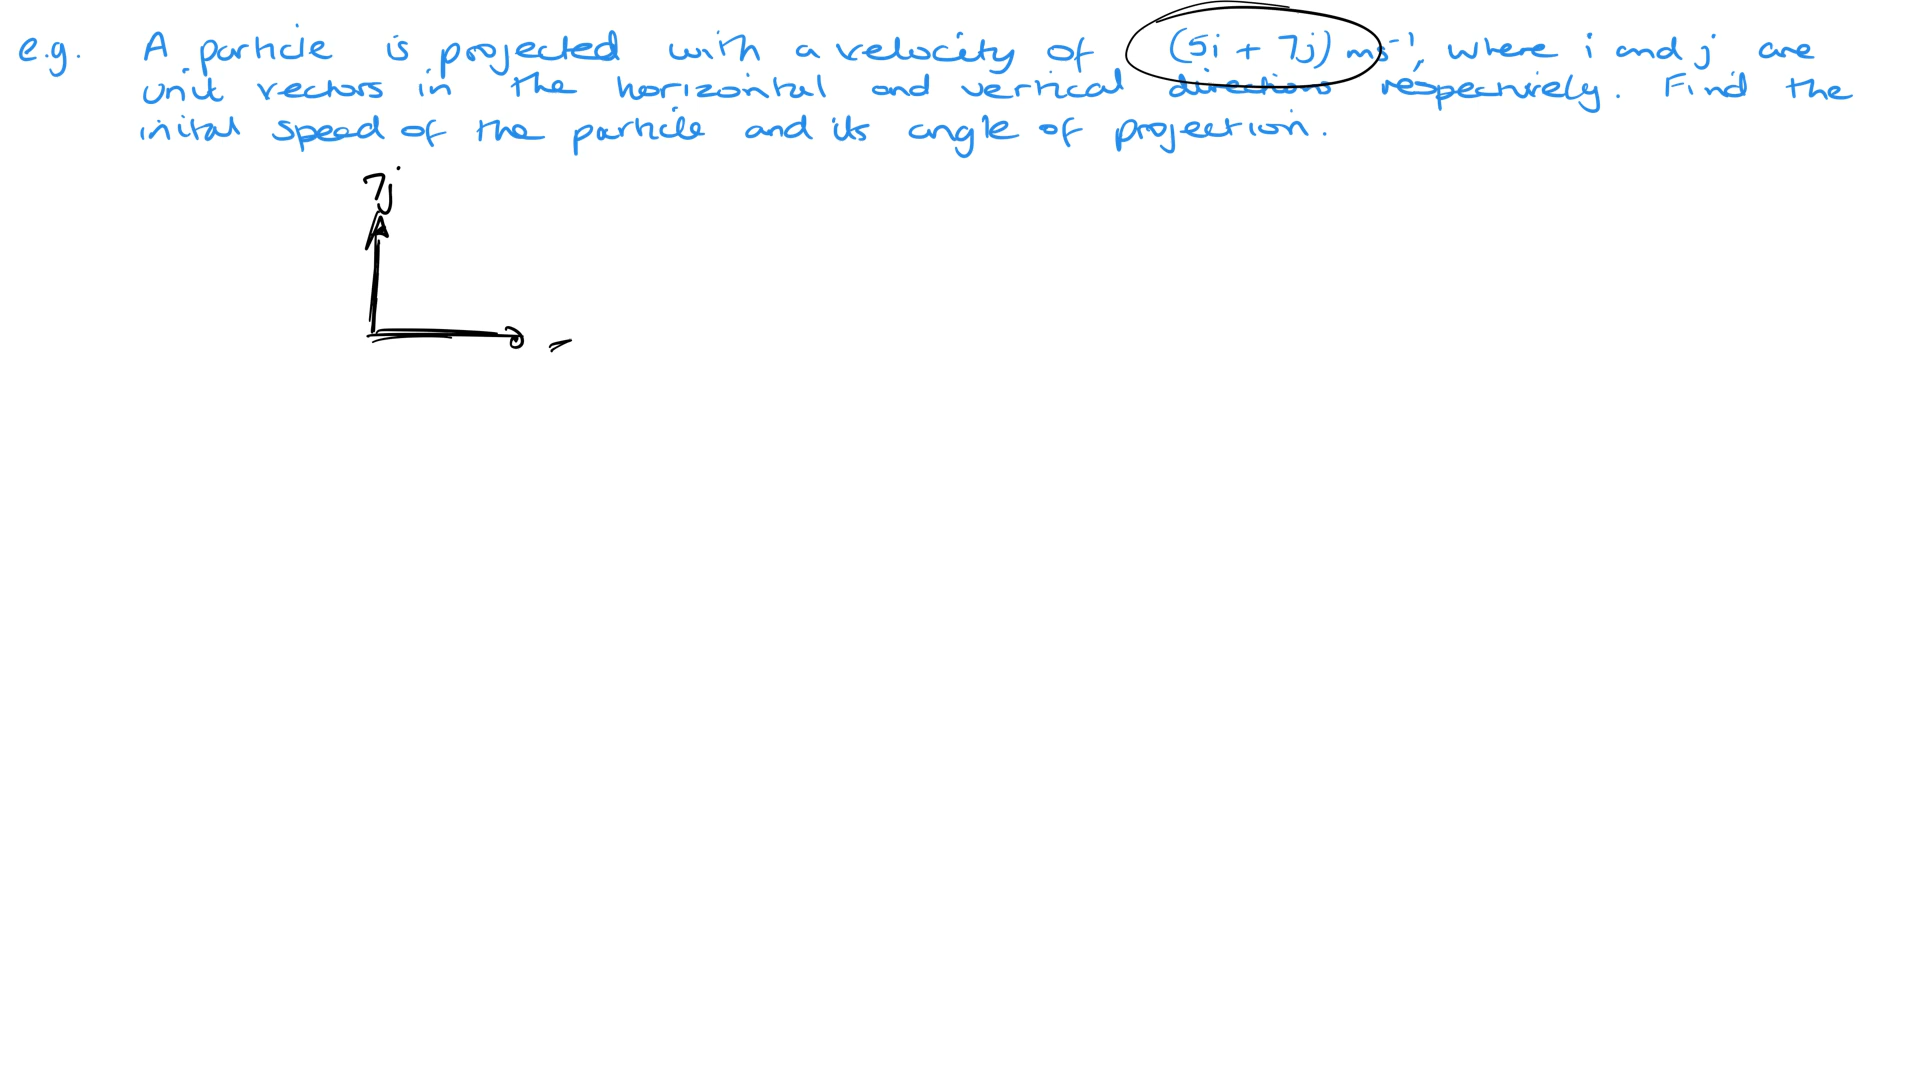 e.g. A particle is projected with a velocity of (5i + 7j) ms⁻¹, where i and j are
unit vectors in the horizontal and vertical directions respectively. Find the
inital speed of the particle and its angle of projection.
7j